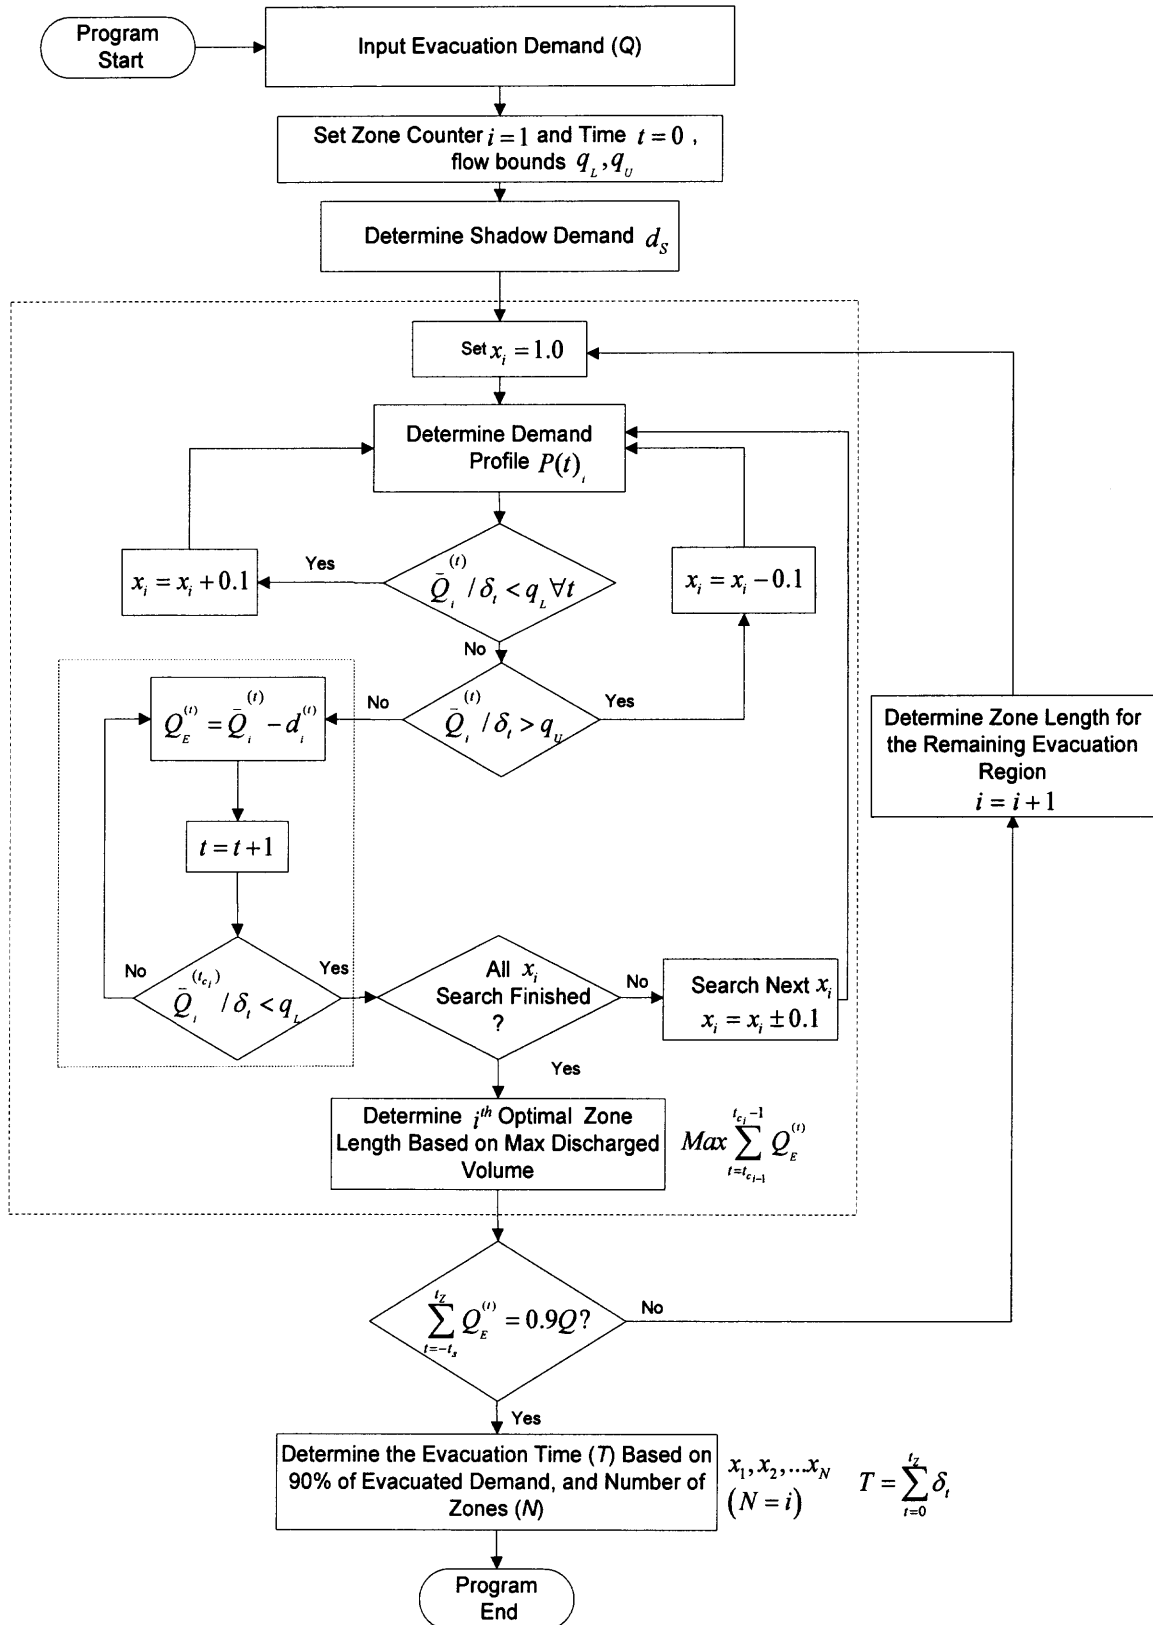 Program
Start
Input Evacuation Demand (Q)
Set Zone Counter i = 1 and Time t = 0 ,
flow bounds q_L , q_U
Determine Shadow Demand d_S
Set x_i = 1.0
Determine Demand
Profile P(t)_i
x_i = x_i + 0.1
Yes
Q̄_i^(t) / δ_t < q_L ∀t
x_i = x_i − 0.1
No
Q_E^(t) = Q̄_i^(t) − d_i^(t)
No
Q̄_i^(t) / δ_t > q_U
Yes
Determine Zone Length for
the Remaining Evacuation
Region
i = i + 1
t = t + 1
No
Q̄_i^(t_{c_i}) / δ_t < q_L
Yes
All x_i
Search Finished
?
No
Search Next x_i
x_i = x_i ± 0.1
Yes
Determine i^th Optimal Zone
Length Based on Max Discharged
Volume
Max ∑_{t=t_{c_{i-1}}}^{t_{c_i}-1} Q_E^(t)
∑_{t=-t_s}^{t_Z} Q_E^(t) = 0.9Q?
No
Yes
Determine the Evacuation Time (T) Based on
90% of Evacuated Demand, and Number of
Zones (N)
x_1, x_2, ...x_N
(N = i)
T = ∑_{t=0}^{t_Z} δ_t
Program
End